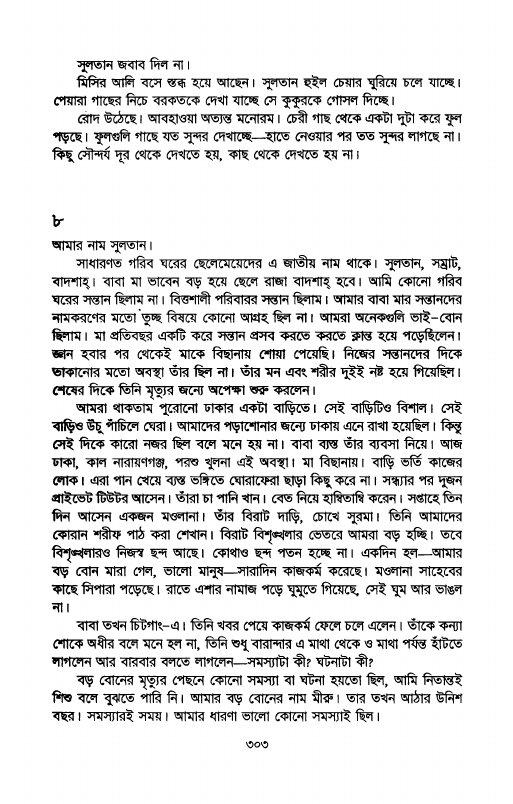 সুলতান জবাব দিল না।
মিসির আলি বসে স্তব্ধ হয়ে আছেন। সুলতান হুইল চেয়ার ঘুরিয়ে চলে যাচ্ছে।
পেয়ারা গাছের নিচে বরকতকে দেখা যাচ্ছে সে কুকুরকে গোসল দিচ্ছে।
রোদ উঠেছে। আবহাওয়া অত্যন্ত মনোরম। চেরী গাছ থেকে একটা দুটা করে ফুল
পড়ছে। ফুলগুলি গাছে যত সুন্দর দেখাচ্ছে—হাতে নেওয়ার পর তত সুন্দর লাগছে না।
কিছু সৌন্দর্য দূর থেকে দেখতে হয়, কাছ থেকে দেখতে হয় না।
৮
আমার নাম সুলতান।
সাধারণত গরিব ঘরের ছেলেমেয়েদের এ জাতীয় নাম থাকে। সুলতান, সম্রাট,
বাদশাহ্‌। বাবা মা ভাবেন বড় হয়ে ছেলে রাজা বাদশাহ্ হবে। আমি কোনো গরিব
ঘরের সন্তান ছিলাম না। বিত্তশালী পরিবারর সন্তান ছিলাম। আমার বাবা মার সন্তানদের
নামকরণের মতো তুচ্ছ বিষয়ে কোনো আগ্রহ ছিল না। আমরা অনেকগুলি ভাই–বোন
ছিলাম। মা প্রতিবছর একটি করে সন্তান প্রসব করতে করতে ক্লান্ত হয়ে পড়েছিলেন।
জ্ঞান হবার পর থেকেই মাকে বিছানায় শোয়া পেয়েছি। নিজের সন্তানদের দিকে
তাকানোর মতো অবস্থা তাঁর ছিল না। তাঁর মন এবং শরীর দুইই নষ্ট হয়ে গিয়েছিল।
শেষের দিকে তিনি মৃত্যুর জন্যে অপেক্ষা শুরু করলেন।
আমরা থাকতাম পুরোনো ঢাকার একটা বাড়িতে। সেই বাড়িটিও বিশাল। সেই
বাড়িও উঁচু পাঁচিলে ঘেরা। আমাদের পড়াশোনার জন্যে ঢাকায় এনে রাখা হয়েছিল। কিন্তু
সেই দিকে কারো নজর ছিল বলে মনে হয় না। বাবা ব্যস্ত তাঁর ব্যবসা নিয়ে। আজ
ঢাকা, কাল নারায়ণগঞ্জ, পরশু খুলনা এই অবস্থা। মা বিছানায়। বাড়ি ভর্তি কাজের
লোক। এরা পান খেয়ে ব্যস্ত ভঙ্গিতে ঘোরাফেরা ছাড়া কিছু করে না। সন্ধ্যার পর দুজন
প্রাইভেট টিউটর আসেন। তাঁরা চা পানি খান। বেত নিয়ে হাম্বিতাম্বি করেন। সপ্তাহে তিন
দিন আসেন একজন মওলানা। তাঁর বিরাট দাড়ি, চোখে সুরমা। তিনি আমাদের
কোরান শরীফ পাঠ করা শেখান। বিরাট বিশৃঙ্খলার ভেতরে আমরা বড় হচ্ছি। তবে
বিশৃঙ্খলারও নিজস্ব ছন্দ আছে। কোথাও ছন্দ পতন হচ্ছে না। একদিন হল—আমার
বড় বোন মারা গেল, ভালো মানুষ—সারাদিন কাজকর্ম করেছে। মওলানা সাহেবের
কাছে সিপারা পড়েছে। রাতে এশার নামাজ পড়ে ঘুমুতে গিয়েছে, সেই ঘুম আর ভাঙল
না।
বাবা তখন চিটগাং–এ। তিনি খবর পেয়ে কাজকর্ম ফেলে চলে এলেন। তাঁকে কন্যা
শোকে অধীর বলে মনে হল না, তিনি শুধু বারান্দার এ মাথা থেকে ও মাথা পর্যন্ত হাঁটতে
লাগলেন আর বারবার বলতে লাগলেন—সমস্যাটা কী? ঘটনাটা কী?
বড় বোনের মৃত্যুর পেছনে কোনো সমস্যা বা ঘটনা হয়তো ছিল, আমি নিতান্তই
শিশু বলে বুঝতে পারি নি। আমার বড় বোনের নাম মীরু। তার তখন আঠার উনিশ
বছর। সমস্যারই সময়। আমার ধারণা ভালো কোনো সমস্যাই ছিল।
৩০৩